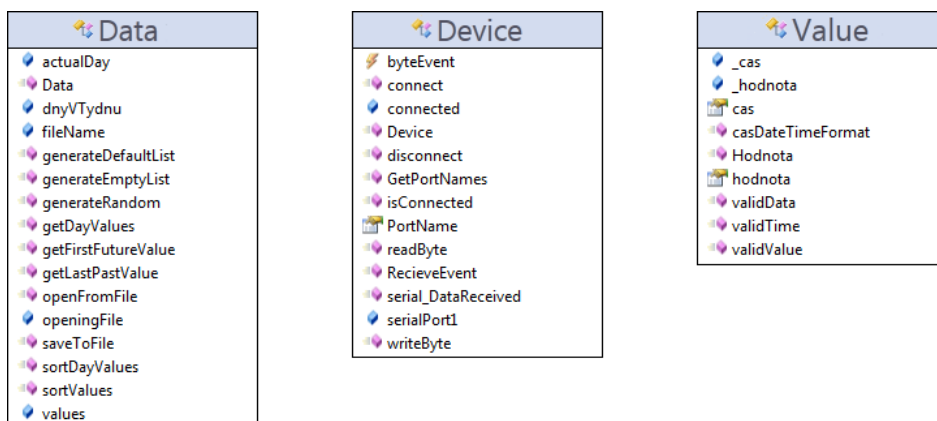 Data
actualDay
Data
dnyVTydnu
fileName
generateDefaultList
generateEmptyList
generateRandom
getDayValues
getFirstFutureValue
getLastPastValue
openFromFile
openingFile
saveToFile
sortDayValues
sortValues
values
Device
byteEvent
connect
connected
Device
disconnect
GetPortNames
isConnected
PortName
readByte
RecieveEvent
serial_DataReceived
serialPort1
writeByte
Value
_cas
_hodnota
cas
casDateTimeFormat
Hodnota
hodnota
validData
validTime
validValue